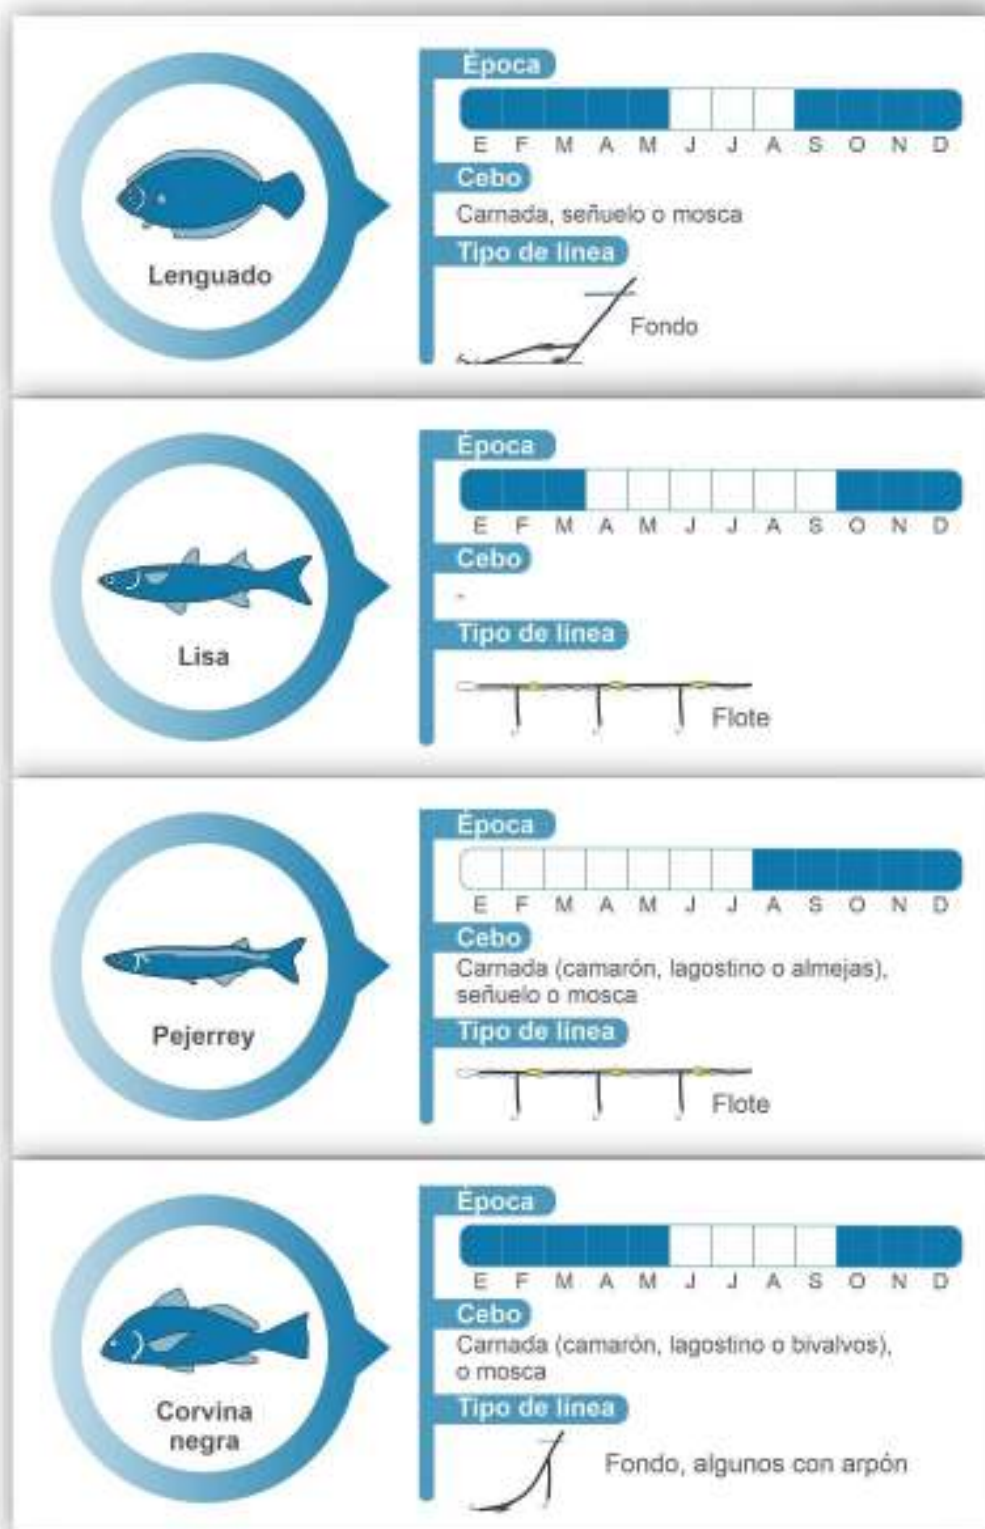 Época
E F M A M J J A S O N D
Cebo
Carnada, señuelo o mosca
Tipo de línea
Fondo
Lenguado
Época
E F M A M J J A S O N D
Cebo
-
Tipo de línea
Flote
Lisa
Época
E F M A M J J A S O N D
Cebo
Carnada (camarón, lagostino o almejas),
señuelo o mosca
Tipo de línea
Flote
Pejerrey
Época
E F M A M J J A S O N D
Cebo
Carnada (camarón, lagostino o bivalvos),
o mosca
Tipo de línea
Fondo, algunos con arpón
Corvina
negra